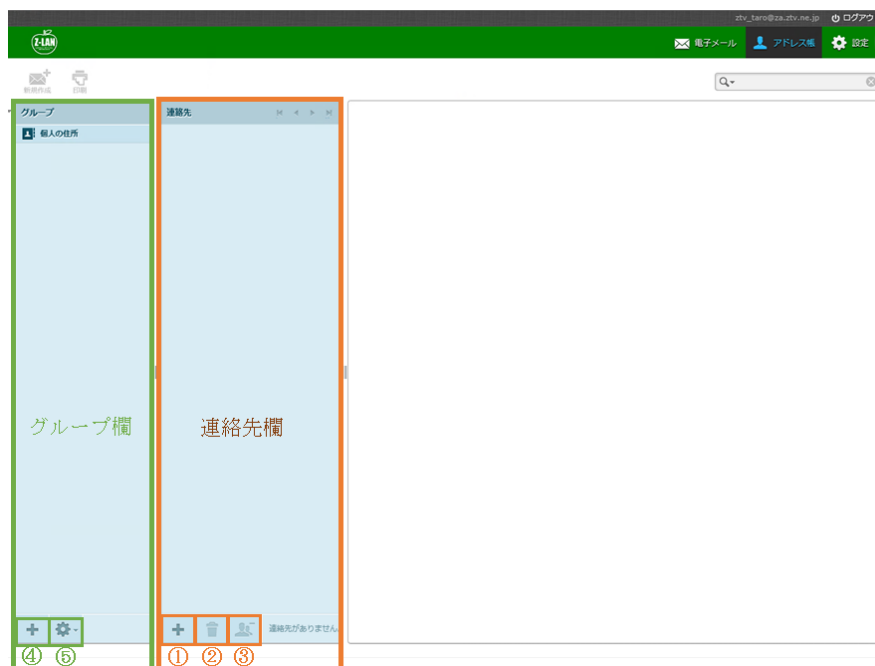 ztv_taro@za.ztv.ne.jp ログアウ
Z-LAN
電子メール アドレス帳 設定
新規作成 印刷
グループ 連絡先
個人の住所
グループ欄 連絡先欄
連絡先がありません
④ ⑤ ① ② ③